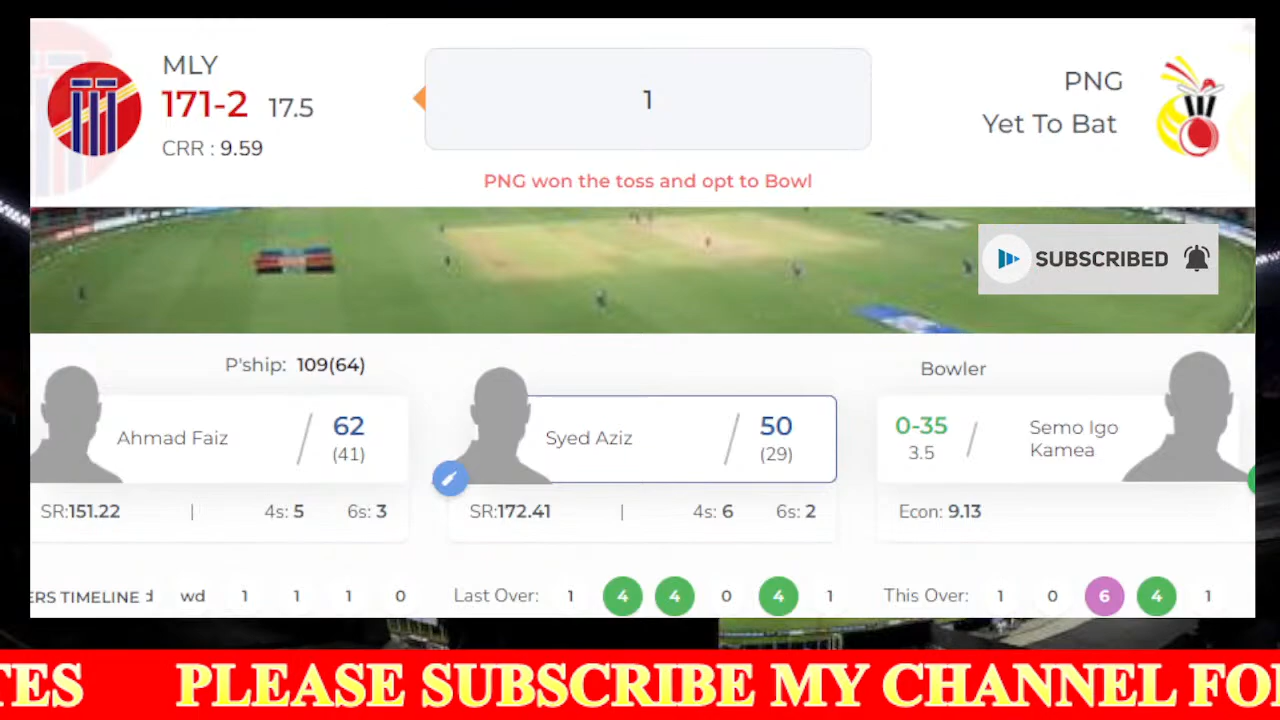 MLY
171-2 17.5
CRR : 9.59
1
PNG won the toss and opt to Bowl
PNG
Yet To Bat
SUBSCRIBED
P'ship: 109(64)
Ahmad Faiz
62
(41)
SR:151.22 | 4s: 5 6s: 3
Syed Aziz
50
(29)
SR:172.41 | 4s: 6 6s: 2
Bowler
0-35
3.5
Semo Igo
Kamea
Econ: 9.13
ERS TIMELINE d wd 1 1 1 0 Last Over: 1 4 4 0 4 1 This Over: 1 0 6 4 1
TES PLEASE SUBSCRIBE MY CHANNEL FOR